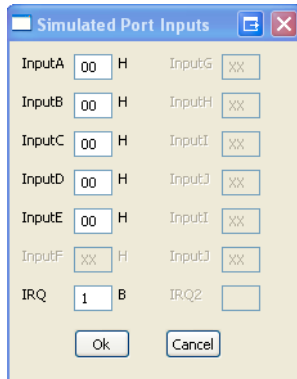 Simulated Port Inputs
InputA 00 H InputG XX
InputB 00 H InputH XX
InputC 00 H InputI XX
InputD 00 H InputJ XX
InputE 00 H InputI XX
InputF XX H InputJ XX
IRQ 1 B IRQ2
Ok Cancel